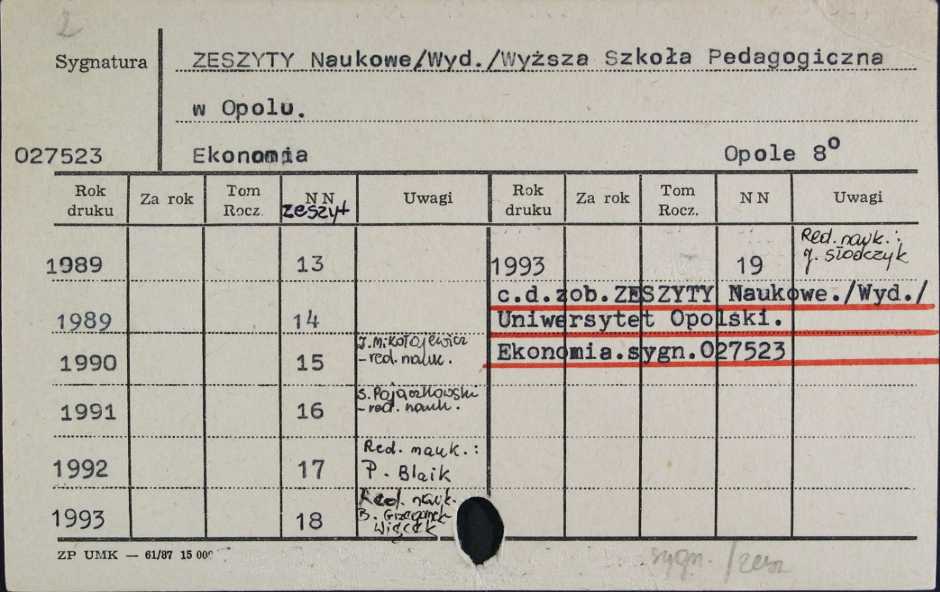 2
Sygnatura ZESZYTY Naukowe/Wyd./Wyższa Szkoła Pedagogiczna
w Opolu.
027523 Ekonomia Opole 8°
Rok druku Za rok Tom Rocz. NN zeszyt Uwagi Rok druku Za rok Tom Rocz. NN Uwagi
1989 13 1993 19 Red. nauk.: J. Słodczyk
c.d.zob.ZESZYTY Naukowe./Wyd./
1989 14 Uniwersytet Opolski.
1990 15 J. Mikołajewicz - red. nauk. Ekonomia.sygn.027523
1991 16 - red. nauk.
1992 17 Red. nauk.: P. Blaik
1993 18 Red. nauk. B.
ZP UMK — 61/87 15 000
sygn. /zesz